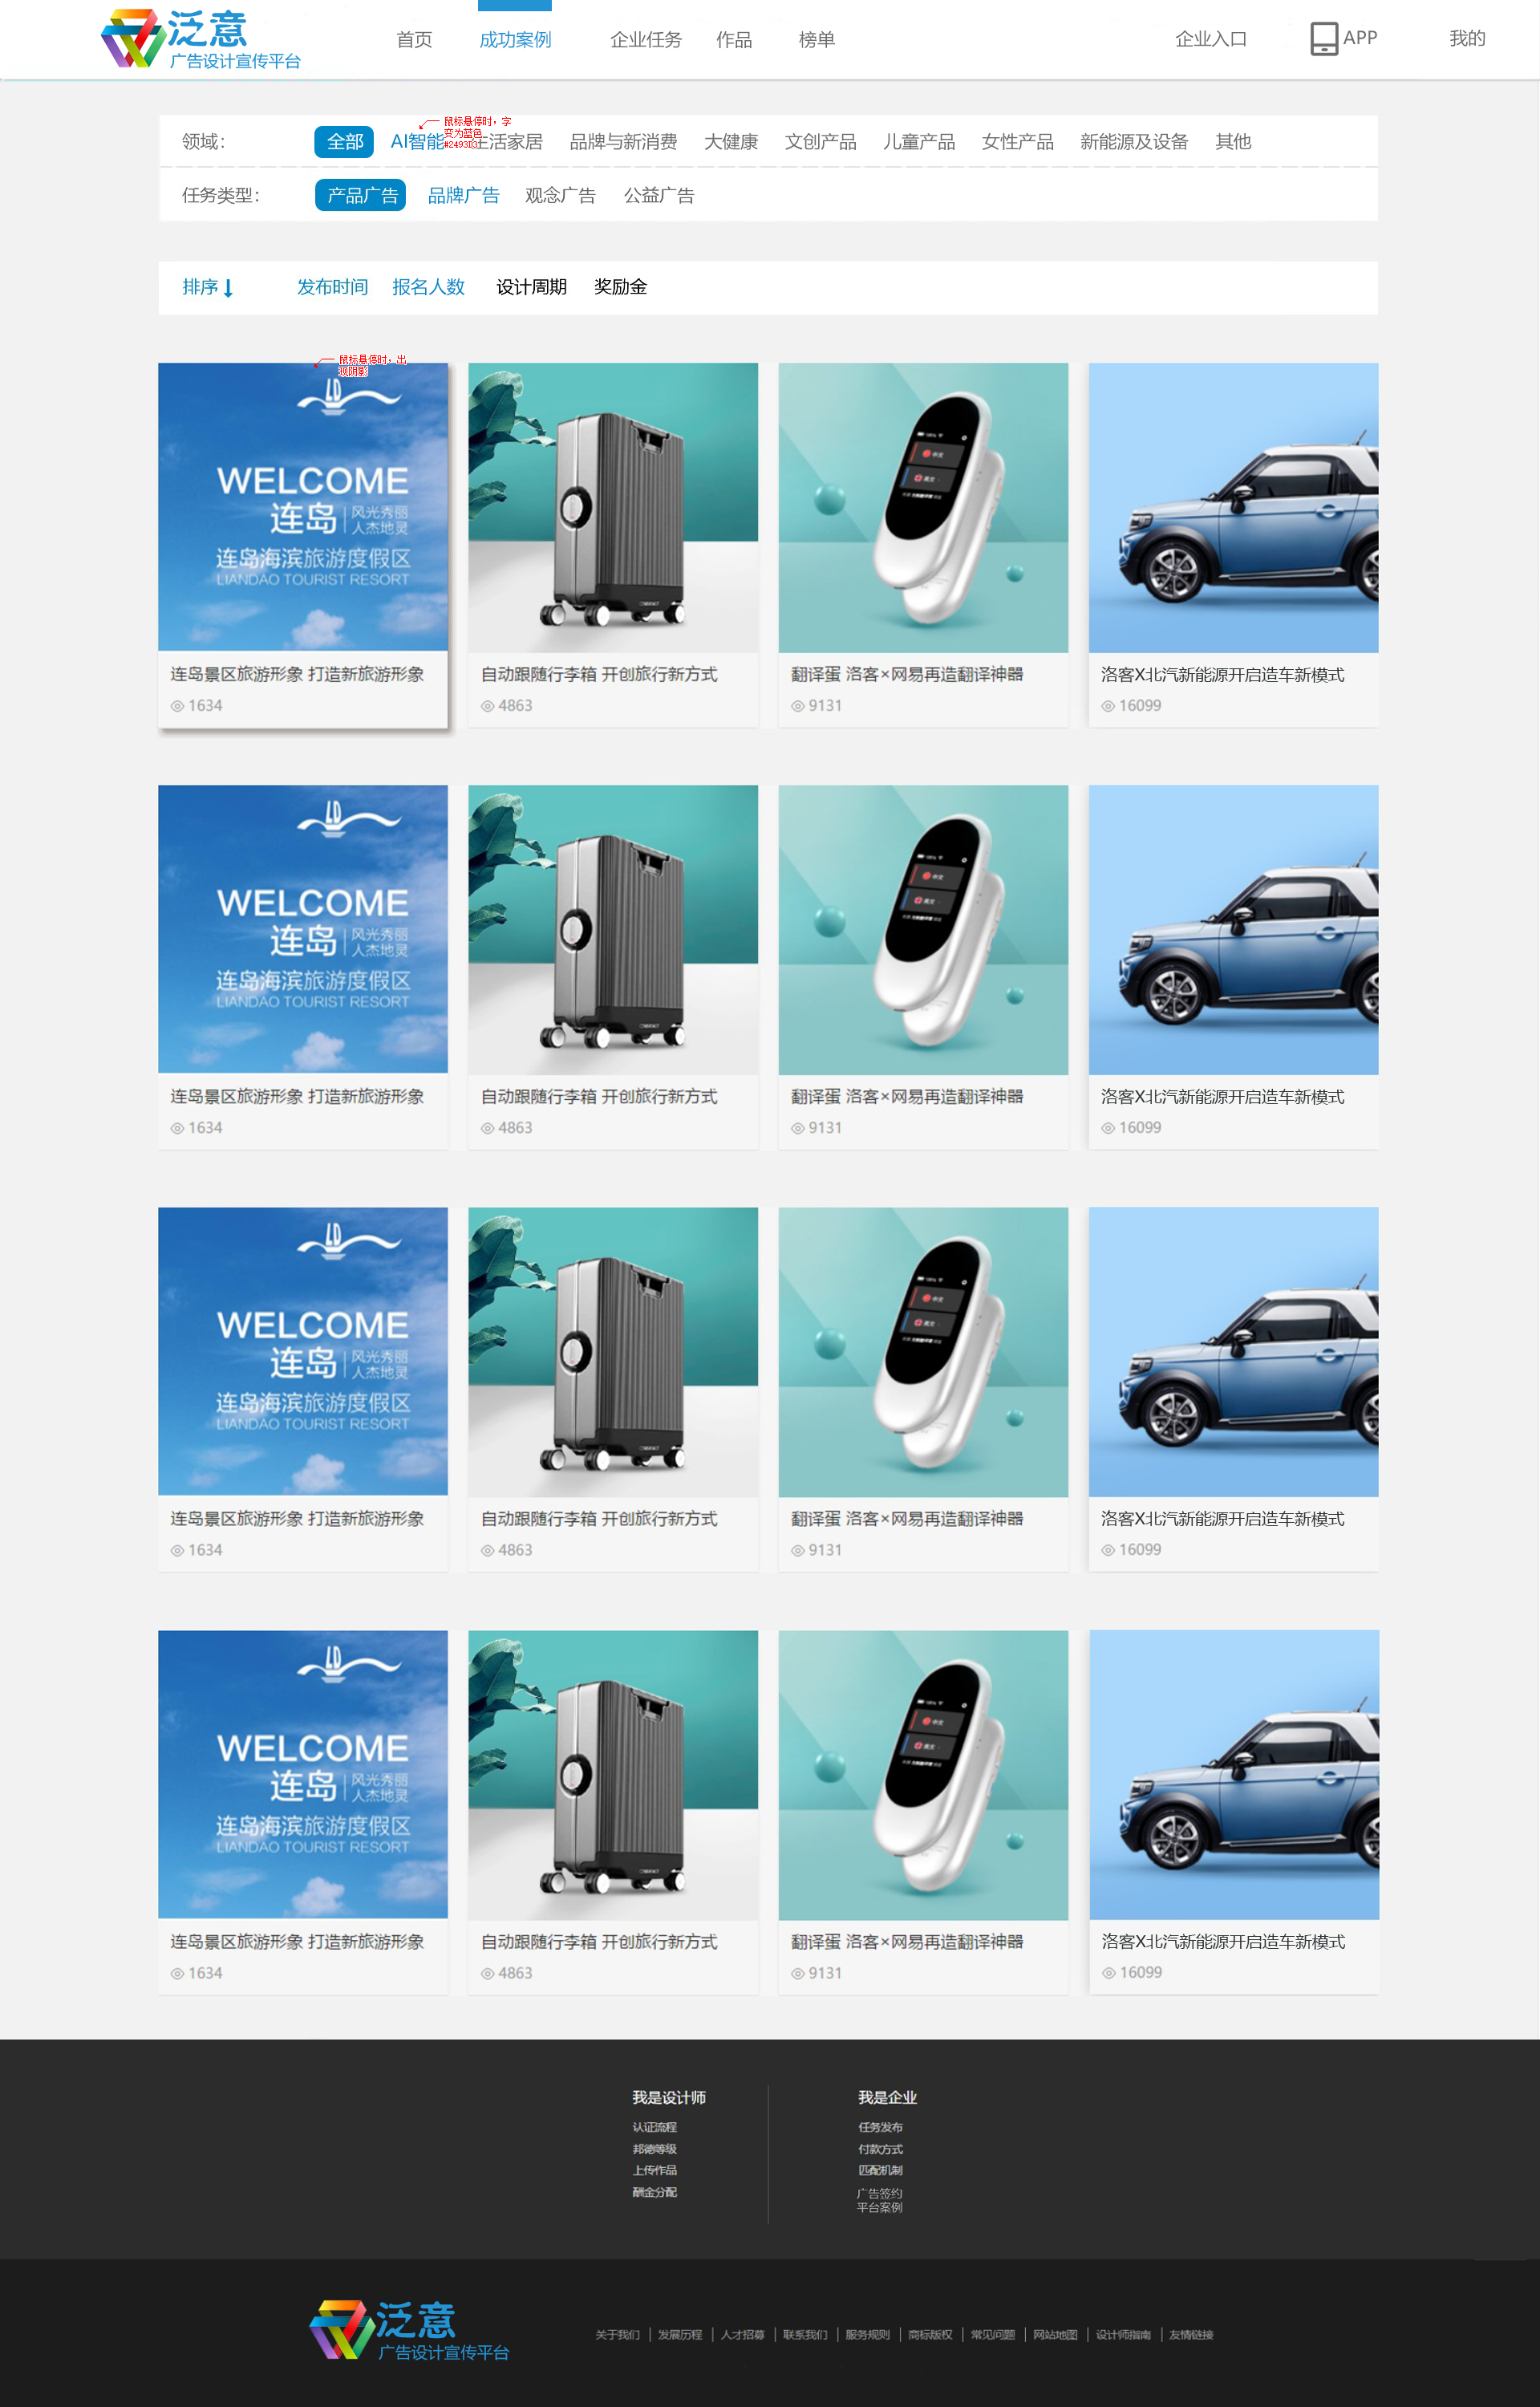 泛意
广告设计宣传平台
首页 成功案例 企业任务 作品 榜单 企业入口 APP 我的
鼠标悬停时，字
变为蓝色
#2493D3
领域： 全部 AI智能 生活家居 品牌与新消费 大健康 文创产品 儿童产品 女性产品 新能源及设备 其他
任务类型： 产品广告 品牌广告 观念广告 公益广告
排序 发布时间 报名人数 设计周期 奖励金
鼠标悬停时，出
现阴影
LD
WELCOME
连岛 风光秀丽
人杰地灵
连岛海滨旅游度假区
LIANDAO TOURIST RESORT
中文
英文
连岛景区旅游形象 打造新旅游形象 自动跟随行李箱 开创旅行新方式 翻译蛋 洛客×网易再造翻译神器 洛客X北汽新能源开启造车新模式
1634 4863 9131 16099
LD
WELCOME
连岛 风光秀丽
人杰地灵
连岛海滨旅游度假区
LIANDAO TOURIST RESORT
中文
英文
连岛景区旅游形象 打造新旅游形象 自动跟随行李箱 开创旅行新方式 翻译蛋 洛客×网易再造翻译神器 洛客X北汽新能源开启造车新模式
1634 4863 9131 16099
LD
WELCOME
连岛 风光秀丽
人杰地灵
连岛海滨旅游度假区
LIANDAO TOURIST RESORT
中文
英文
连岛景区旅游形象 打造新旅游形象 自动跟随行李箱 开创旅行新方式 翻译蛋 洛客×网易再造翻译神器 洛客X北汽新能源开启造车新模式
1634 4863 9131 16099
LD
WELCOME
连岛 风光秀丽
人杰地灵
连岛海滨旅游度假区
LIANDAO TOURIST RESORT
中文
英文
连岛景区旅游形象 打造新旅游形象 自动跟随行李箱 开创旅行新方式 翻译蛋 洛客×网易再造翻译神器 洛客X北汽新能源开启造车新模式
1634 4863 9131 16099
我是设计师
认证流程
邦德等级
上传作品
酬金分配
我是企业
任务发布
付款方式
匹配机制
广告签约
平台案例
泛意
广告设计宣传平台
关于我们 发展历程 人才招募 联系我们 服务规则 商标版权 常见问题 网站地图 设计师指南 友情链接